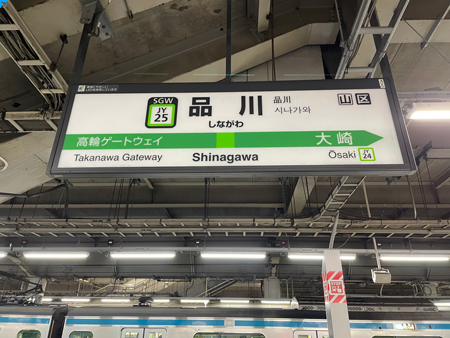 SGW
JY
25
品川
しながわ
品川
시나가와
山区
高輪ゲートウェイ
大崎
Takanawa Gateway
Shinagawa
Ōsaki
JY
24